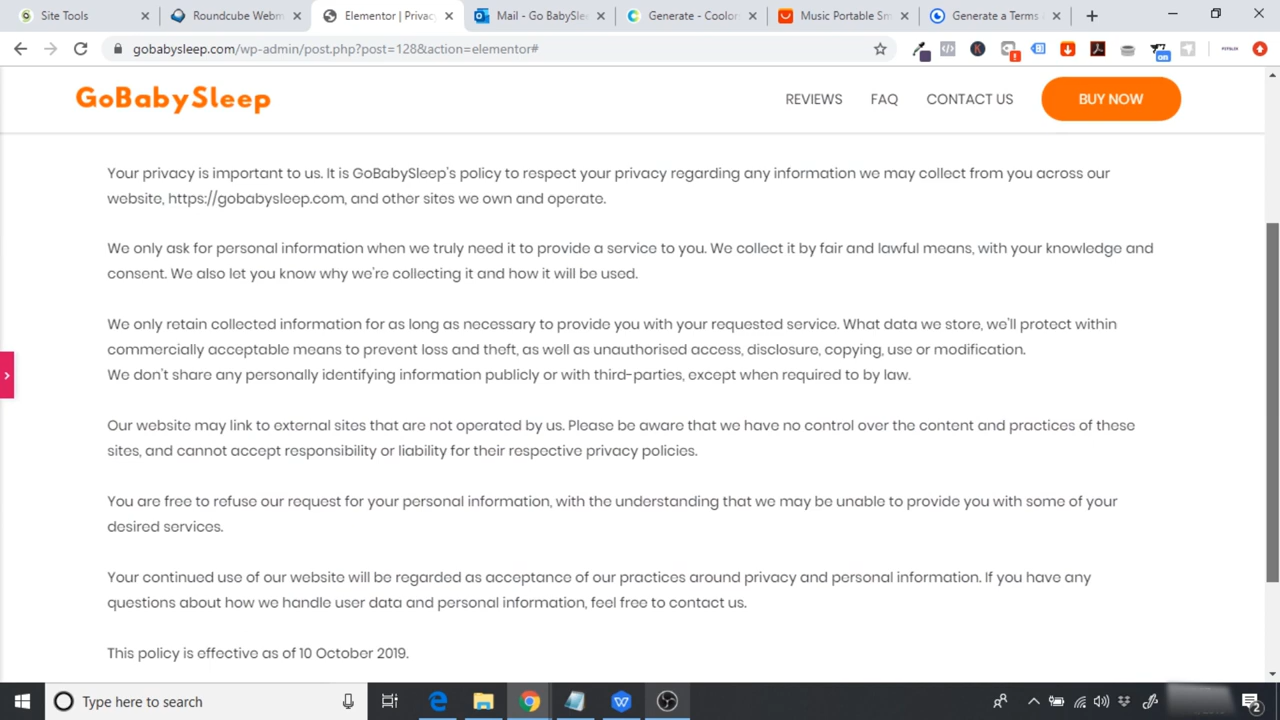 Site Tools
Roundcube Webm
Elementor | Privac
Mail - Go BabySle
Generate - Coolor
Music Portable Sm
Generate a Terms o
gobabysleep.com/wp-admin/post.php?post=128&action=elementor#
on
GoBabySleep
REVIEWS
FAQ
CONTACT US
BUY NOW
Your privacy is important to us. It is GoBabySleep's policy to respect your privacy regarding any information we may collect from you across our
website, https://gobabysleep.com, and other sites we own and operate.
We only ask for personal information when we truly need it to provide a service to you. We collect it by fair and lawful means, with your knowledge and
consent. We also let you know why we're collecting it and how it will be used.
We only retain collected information for as long as necessary to provide you with your requested service. What data we store, we'll protect within
commercially acceptable means to prevent loss and theft, as well as unauthorised access, disclosure, copying, use or modification.
We don't share any personally identifying information publicly or with third-parties, except when required to by law.
Our website may link to external sites that are not operated by us. Please be aware that we have no control over the content and practices of these
sites, and cannot accept responsibility or liability for their respective privacy policies.
You are free to refuse our request for your personal information, with the understanding that we may be unable to provide you with some of your
desired services.
Your continued use of our website will be regarded as acceptance of our practices around privacy and personal information. If you have any
questions about how we handle user data and personal information, feel free to contact us.
This policy is effective as of 10 October 2019.
Type here to search
2